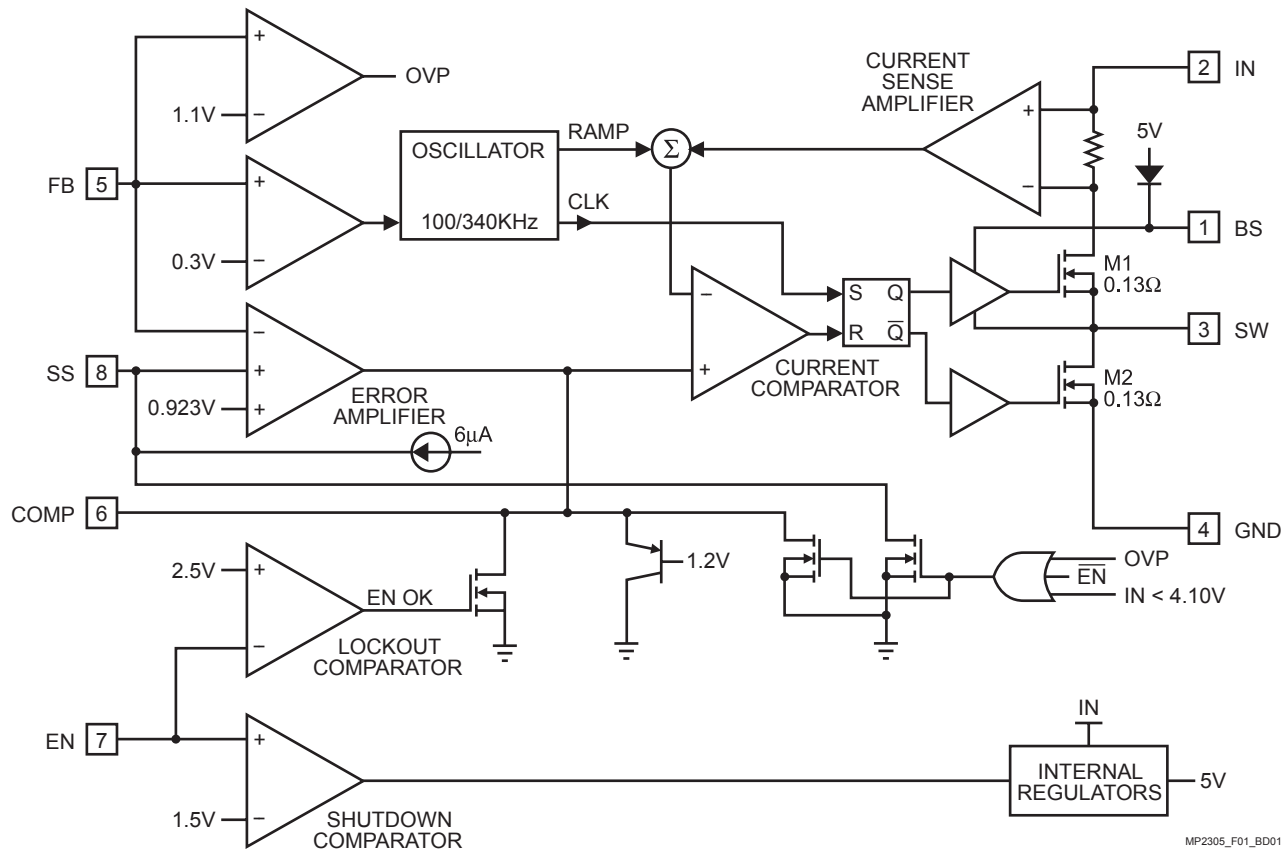 +
OVP
1.1V
−
CURRENT
SENSE
AMPLIFIER
2 IN
+
5V
RAMP
OSCILLATOR
Σ
FB 5
+
−
CLK
100/340KHz
1 BS
0.3V
−
M1
0.13Ω
−
S Q
−
R Q̅
3 SW
SS 8
+
+
CURRENT
COMPARATOR
M2
0.13Ω
0.923V
+
ERROR
AMPLIFIER
6µA
COMP 6
4 GND
2.5V
+
1.2V
OVP
E̅N̅
IN < 4.10V
EN OK
−
LOCKOUT
COMPARATOR
EN 7
+
IN
INTERNAL
REGULATORS
5V
1.5V
−
SHUTDOWN
COMPARATOR
MP2305_F01_BD01